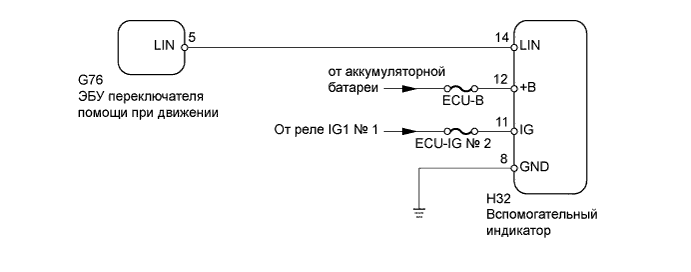 LIN
5
14
LIN
G76
ЭБУ переключателя
помощи при движении
от аккумуляторной
батареи
ECU-B
12
+B
От реле IG1 № 1
ECU-IG № 2
11
IG
8
GND
H32
Вспомогательный
индикатор